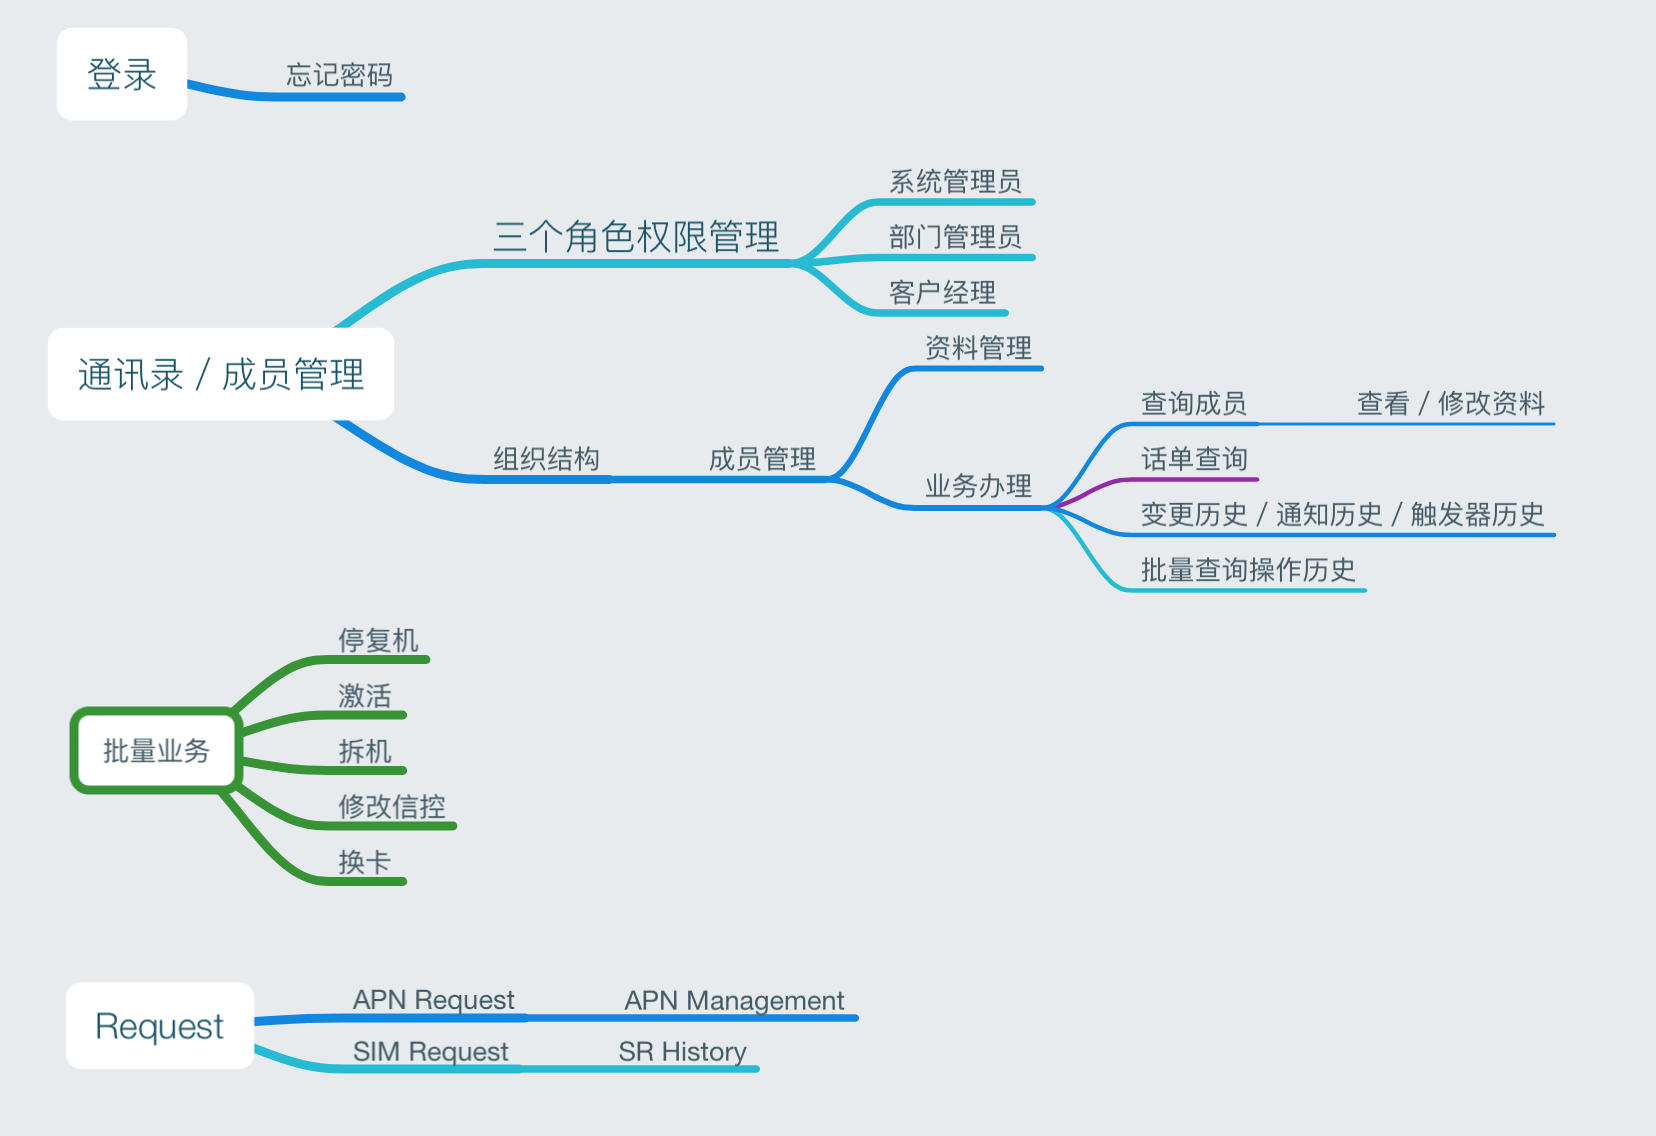 登录
忘记密码
三个角色权限管理
系统管理员
部门管理员
客户经理
通讯录 / 成员管理
组织结构
成员管理
资料管理
业务办理
查询成员
查看 / 修改资料
话单查询
变更历史 / 通知历史 / 触发器历史
批量查询操作历史
批量业务
停复机
激活
拆机
修改信控
换卡
Request
APN Request
APN Management
SIM Request
SR History